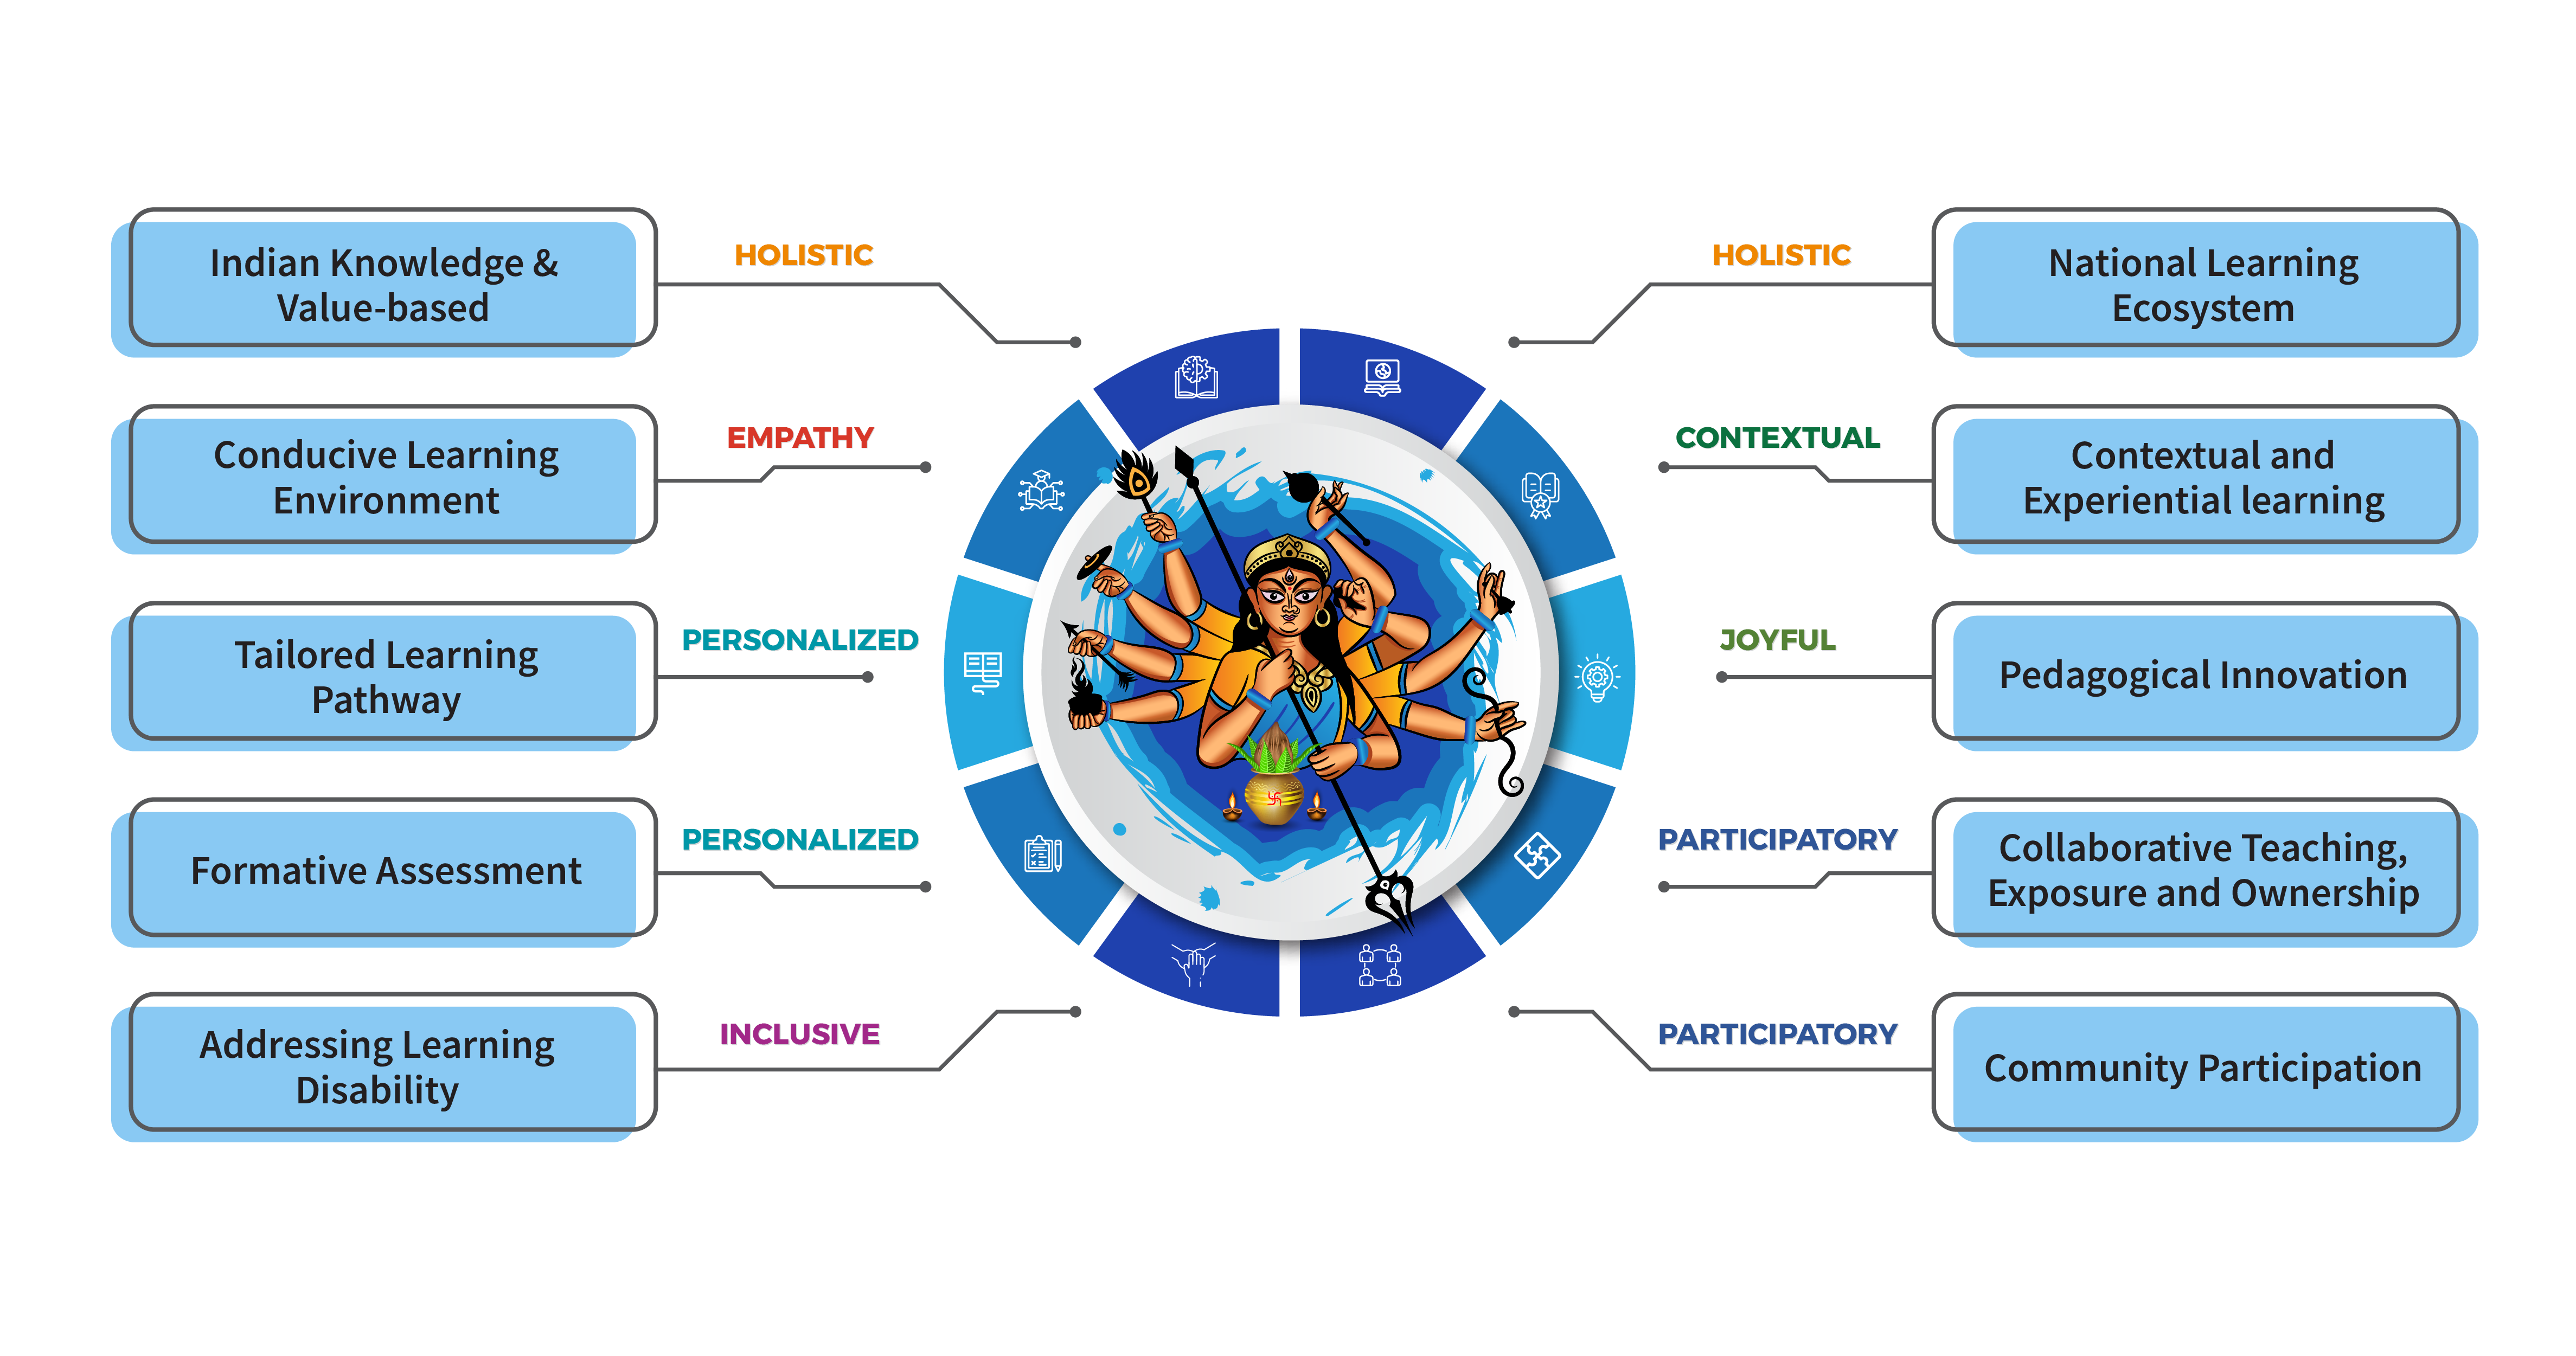 Indian Knowledge &
Value-based
HOLISTIC
Conducive Learning
Environment
EMPATHY
Tailored Learning
Pathway
PERSONALIZED
Formative Assessment
PERSONALIZED
Addressing Learning
Disability
INCLUSIVE
HOLISTIC
National Learning
Ecosystem
CONTEXTUAL
Contextual and
Experiential learning
JOYFUL
Pedagogical Innovation
PARTICIPATORY
Collaborative Teaching,
Exposure and Ownership
PARTICIPATORY
Community Participation